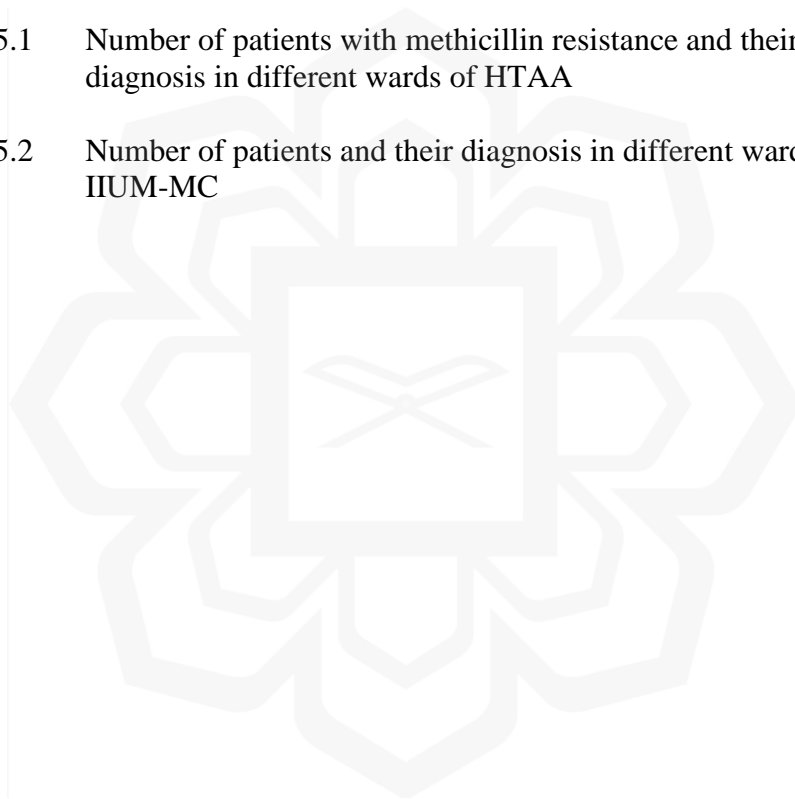 5.1 Number of patients with methicillin resistance and their
diagnosis in different wards of HTAA
5.2 Number of patients and their diagnosis in different ward
IIUM-MC